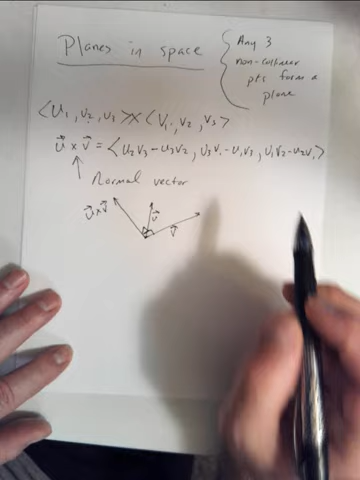 Planes in space
Any 3
non-collinear
pts form a
plane
<u₁, u₂, u₃> X <v₁, v₂, v₃>
u⃗ x v⃗ = <u₂v₃-u₃v₂, u₃v₁-u₁v₃, u₁v₂-u₂v₁>
Normal vector
u⃗xv⃗
u⃗
v⃗